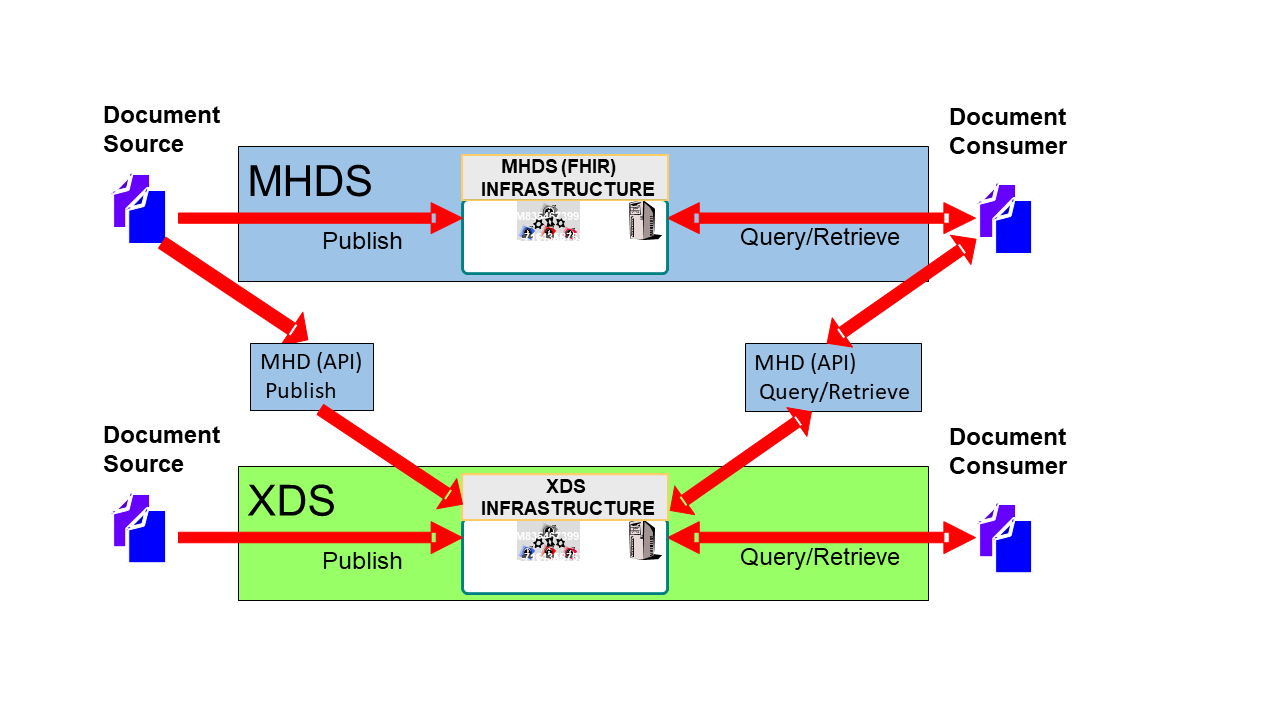 Document
Source
Document
Consumer
MHDS
MHDS (FHIR)
INFRASTRUCTURE
Publish
Query/Retrieve
MHD (API)
Publish
MHD (API)
Query/Retrieve
Document
Source
Document
Consumer
XDS
XDS
INFRASTRUCTURE
Publish
Query/Retrieve